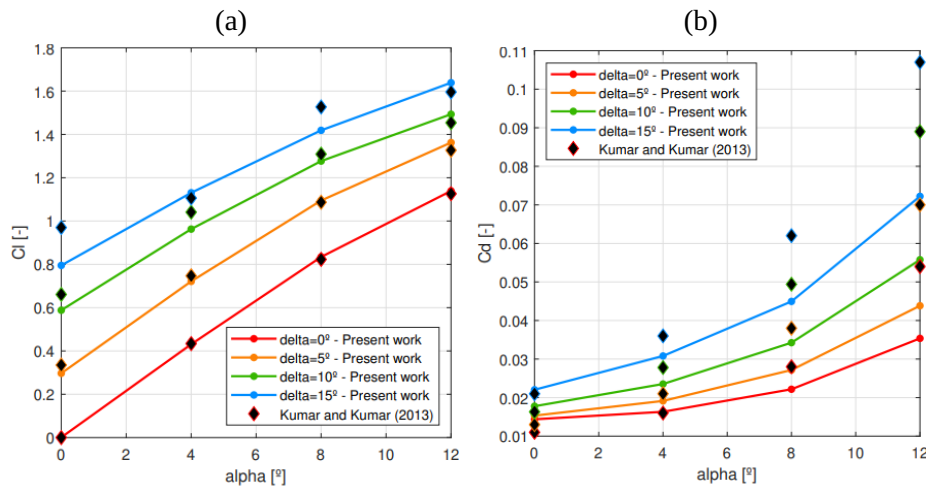 (a)
1.8
1.6
1.4
1.2
1
0.8
0.6
0.4
0.2
0
Cl [-]
delta=0º - Present work
delta=5º - Present work
delta=10º - Present work
delta=15º - Present work
Kumar and Kumar (2013)
0 2 4 6 8 10 12
alpha [º]
(b)
0.11
0.1
0.09
0.08
0.07
0.06
0.05
0.04
0.03
0.02
0.01
Cd [-]
delta=0º - Present work
delta=5º - Present work
delta=10º - Present work
delta=15º - Present work
Kumar and Kumar (2013)
0 2 4 6 8 10 12
alpha [º]